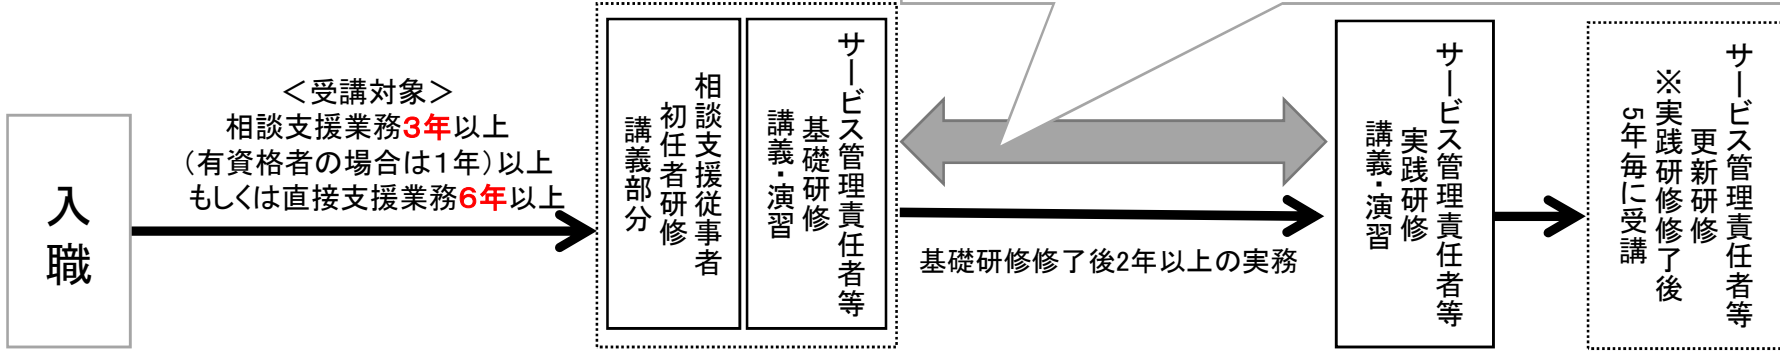 入
職
＜受講対象＞
相談支援業務3年以上
（有資格者の場合は１年）以上
もしくは直接支援業務6年以上
相談支援従事者
初任者研修
講義部分
サービス管理責任者等
基礎研修
講義・演習
基礎研修修了後2年以上の実務
サービス管理責任者等
実践研修
講義・演習
サービス管理責任者等
更新研修
※実践研修修了後
5年毎に受講